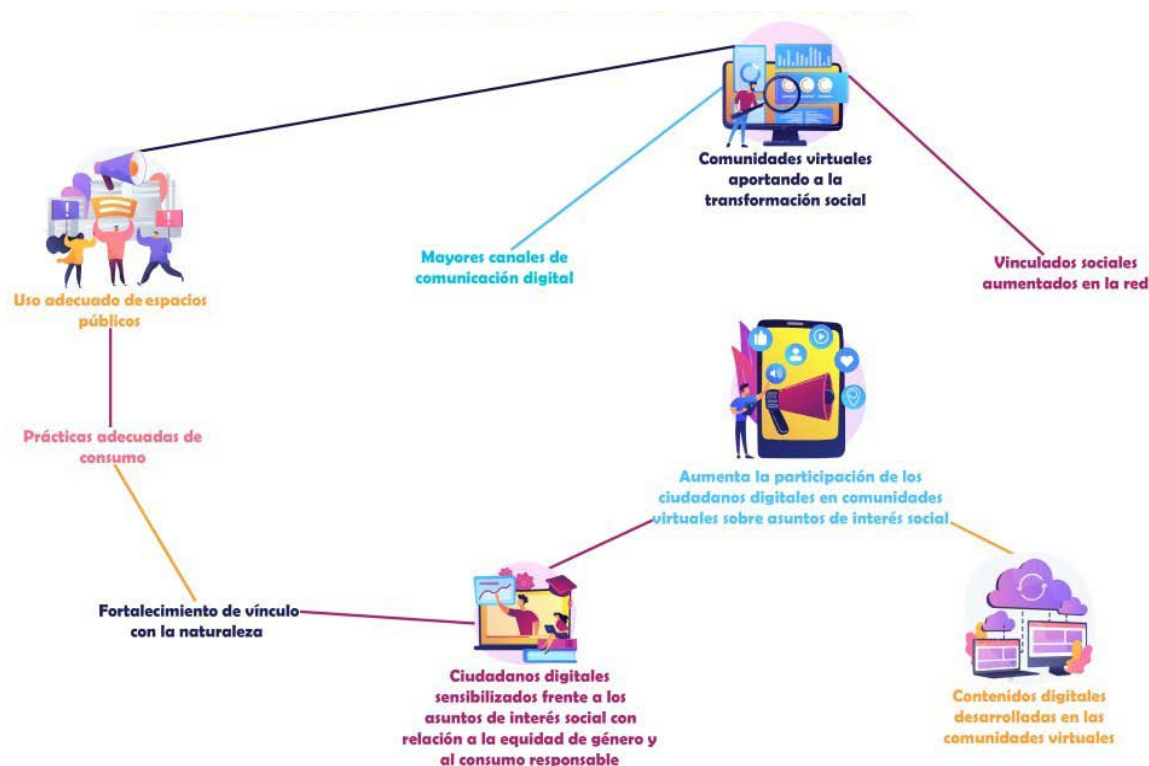 Comunidades virtuales
aportando a la
transformación social
Mayores canales de
comunicación digital
Vinculados sociales
aumentados en la red
Uso adecuado de espacios
públicos
Prácticas adecuadas de
consumo
Aumenta la participación de los
ciudadanos digitales en comunidades
virtuales sobre asuntos de interés social
Fortalecimiento de vínculo
con la naturaleza
Ciudadanos digitales
sensibilizados frente a los
asuntos de interés social con
relación a la equidad de género y
al consumo responsable
Contenidos digitales
desarrolladas en las
comunidades virtuales